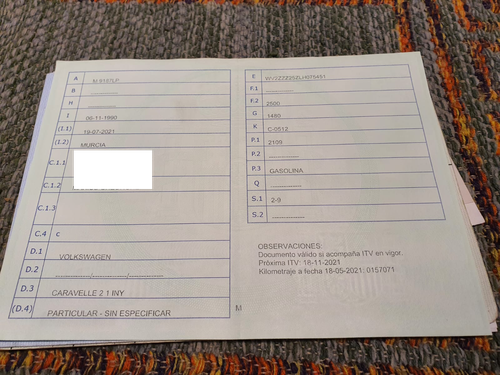 A
B
H
I 09-11-1990
(I.1) 19-07-2021
(I.2) MURCIA
C.1.1
C.1.2
C.1.3
C.4 c
D.1 VOLKSWAGEN
D.2
D.3 CARAVELLE 2 1 INY
(D.4) PARTICULAR - SIN ESPECIFICAR
E
F.1
F.2 2500
G 1480
K C-0512
P.1 2109
P.2
P.3 GASOLINA
Q
S.1 2-9
S.2
OBSERVACIONES:
Documento válido si acompaña ITV en vigor.
Próxima ITV: 18-11-2021
Kilometraje a fecha 18-05-2021: 0157071
M